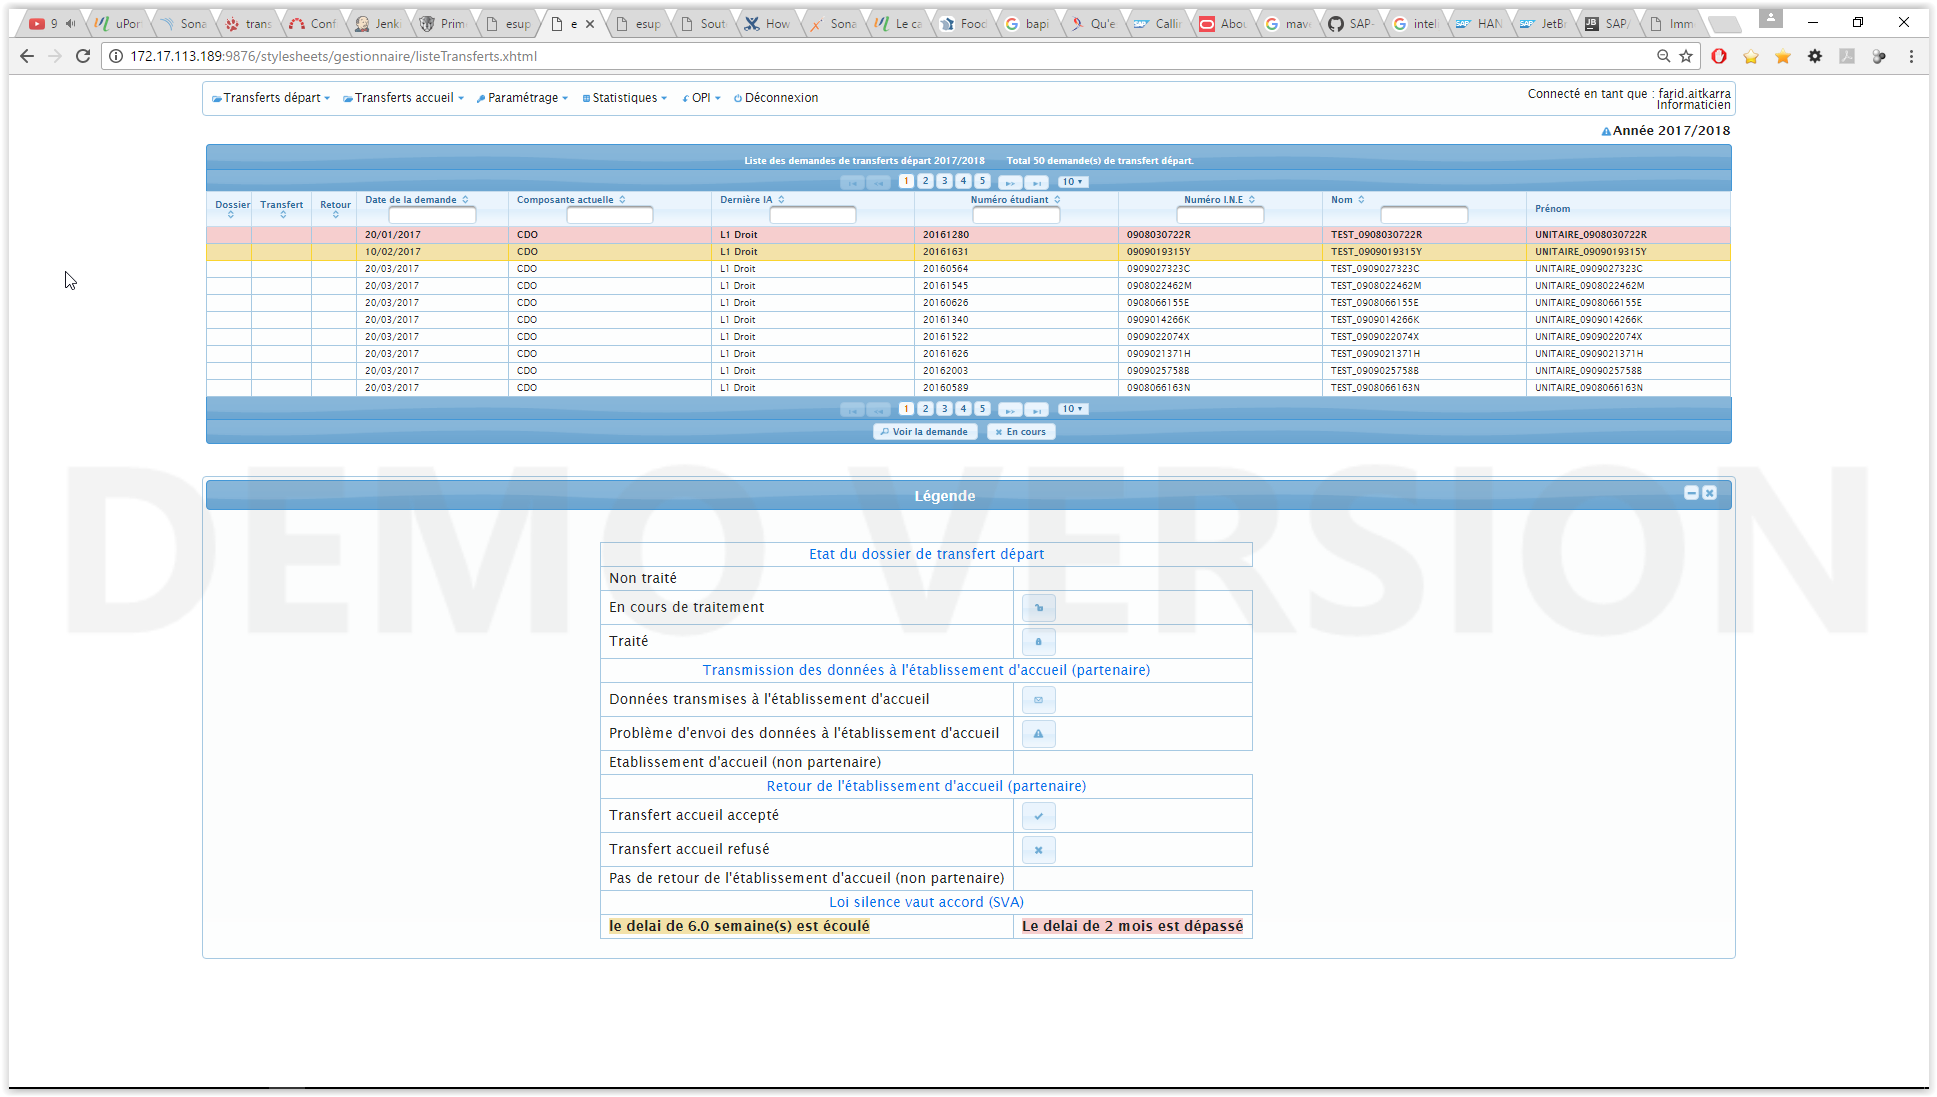 9
uPor
Sona
trans
Conf
Jenki
Prim
esup
e
esup
Sout
How
Sona
Le ca
Food
bapi
Qu'e
Callin
Abou
mave
SAP-
inteli
HAN
JetBr
SAP/
Imm
172.17.113.189:9876/stylesheets/gestionnaire/listeTransferts.xhtml
Transferts départ Transferts accueil Paramétrage Statistiques OPI Déconnexion
Connecté en tant que : farid.aitkarra
Informaticien
Année 2017/2018
Liste des demandes de transferts départ 2017/2018 Total 50 demande(s) de transfert départ.
1 2 3 4 5 10
Dossier Transfert Retour Date de la demande Composante actuelle Dernière IA Numéro étudiant Numéro I.N.E Nom Prénom
20/01/2017 CDO L1 Droit 20161280 0908030722R TEST_0908030722R UNITAIRE_0908030722R
10/02/2017 CDO L1 Droit 20161631 0909019315Y TEST_0909019315Y UNITAIRE_0909019315Y
20/03/2017 CDO L1 Droit 20160564 0909027323C TEST_0909027323C UNITAIRE_0909027323C
20/03/2017 CDO L1 Droit 20161545 0908022462M TEST_0908022462M UNITAIRE_0908022462M
20/03/2017 CDO L1 Droit 20160626 0908066155E TEST_0908066155E UNITAIRE_0908066155E
20/03/2017 CDO L1 Droit 20161340 0909014266K TEST_0909014266K UNITAIRE_0909014266K
20/03/2017 CDO L1 Droit 20161522 0909022074X TEST_0909022074X UNITAIRE_0909022074X
20/03/2017 CDO L1 Droit 20161626 0909021371H TEST_0909021371H UNITAIRE_0909021371H
20/03/2017 CDO L1 Droit 20162003 0909025758B TEST_0909025758B UNITAIRE_0909025758B
20/03/2017 CDO L1 Droit 20160589 0908066163N TEST_0908066163N UNITAIRE_0908066163N
1 2 3 4 5 10
Voir la demande En cours
DEMO VERSION
Légende
Etat du dossier de transfert départ
Non traité
En cours de traitement
Traité
Transmission des données à l'établissement d'accueil (partenaire)
Données transmises à l'établissement d'accueil
Problème d'envoi des données à l'établissement d'accueil
Etablissement d'accueil (non partenaire)
Retour de l'établissement d'accueil (partenaire)
Transfert accueil accepté
Transfert accueil refusé
Pas de retour de l'établissement d'accueil (non partenaire)
Loi silence vaut accord (SVA)
le delai de 6.0 semaine(s) est écoulé Le delai de 2 mois est dépassé